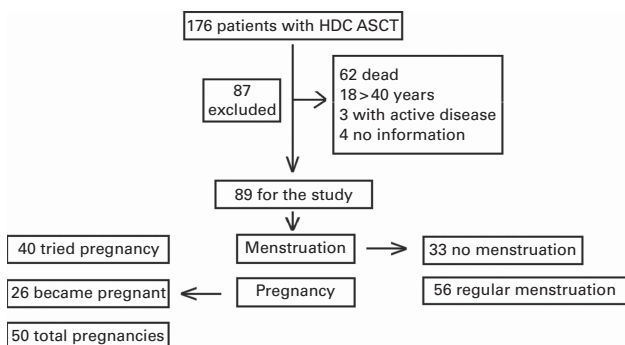 176 patients with HDC ASCT
87
excluded
62 dead
18>40 years
3 with active disease
4 no information
89 for the study
40 tried pregnancy
Menstruation
33 no menstruation
26 became pregnant
Pregnancy
56 regular menstruation
50 total pregnancies